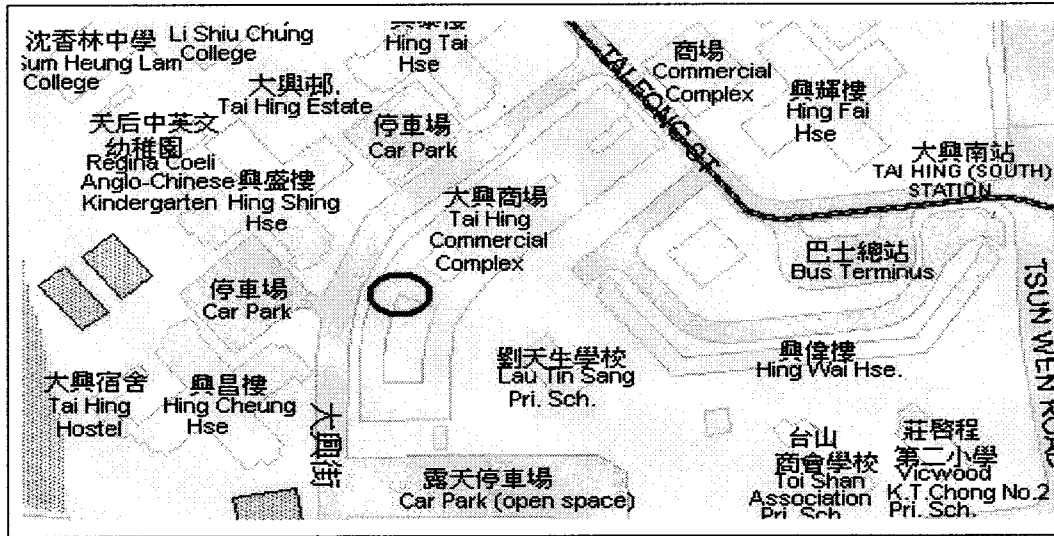 沈香林中學
Sum Heung Lam
College
Li Shiu Chung
College
Hing Tai
Hse
大興邨.
Tai Hing Estate
停車場
Car Park
TAI FONG ST
商場
Commercial
Complex
興輝樓
Hing Fai
Hse
大興南站
TAI HING (SOUTH)
STATION
天后中英文
幼稚園
Regina Coeli
Anglo-Chinese
Kindergarten
興盛樓
Hing Shing
Hse
大興商場
Tai Hing
Commercial
Complex
巴士總站
Bus Terminus
停車場
Car Park
TSUN WEN ROAD
大興宿舍
Tai Hing
Hostel
興昌樓
Hing Cheung
Hse
大興街
劉天生學校
Lau Tin Sang
Pri. Sch.
興偉樓
Hing Wai Hse.
露天停車場
Car Park (open space)
台山
商會學校
Toi Shan
Association
Pri. Sch.
莊啓程
第二小學
Vicwood
K.T.Chong No.2
Pri. Sch.